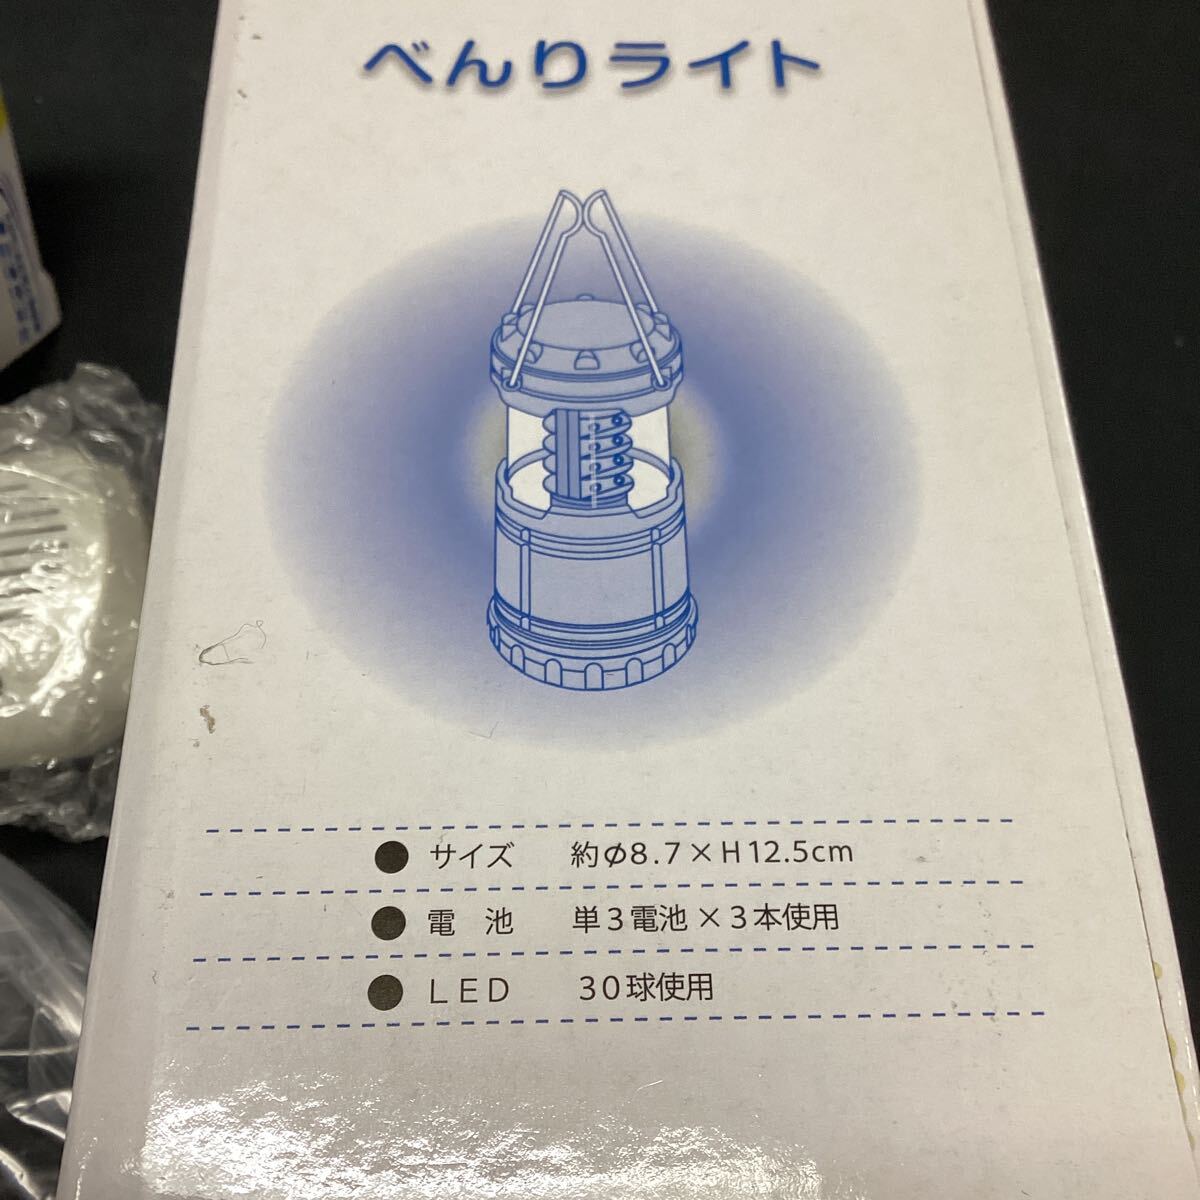 べんりライト
● サイズ 約φ8.7×H12.5cm
● 電 池 単３電池×３本使用
● ＬＥＤ ３０球使用